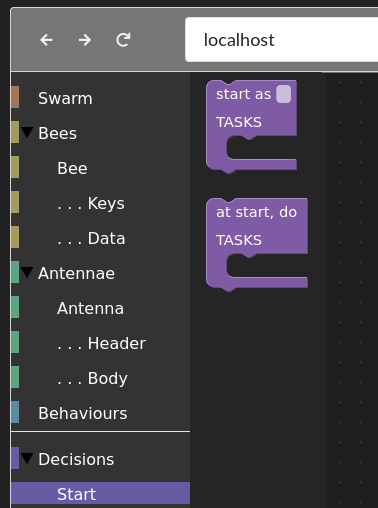 localhost
Swarm
Bees
Bee
. . . Keys
. . . Data
Antennae
Antenna
. . . Header
. . . Body
Behaviours
Decisions
Start
start as
TASKS
at start, do
TASKS